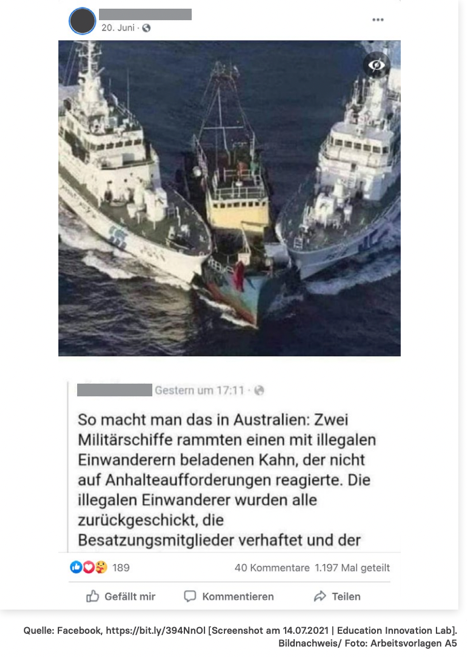 20. Juni ·
Gestern um 17:11 ·
So macht man das in Australien: Zwei
Militärschiffe rammten einen mit illegalen
Einwanderern beladenen Kahn, der nicht
auf Anhalteaufforderungen reagierte. Die
illegalen Einwanderer wurden alle
zurückgeschickt, die
Besatzungsmitglieder verhaftet und der
189
40 Kommentare 1.197 Mal geteilt
Gefällt mir
Kommentieren
Teilen
Quelle: Facebook, https://bit.ly/394NnOl [Screenshot am 14.07.2021 | Education Innovation Lab].
Bildnachweis/ Foto: Arbeitsvorlagen A5